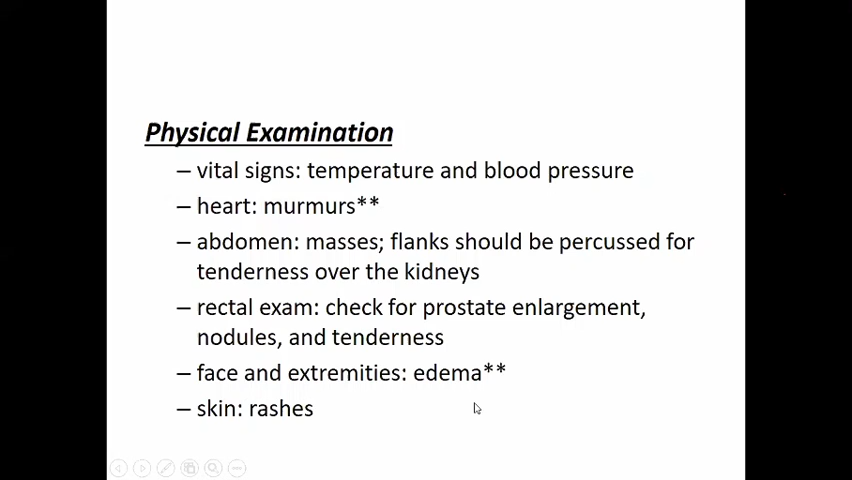 Physical Examination
– vital signs: temperature and blood pressure
– heart: murmurs**
– abdomen: masses; flanks should be percussed for
tenderness over the kidneys
– rectal exam: check for prostate enlargement,
nodules, and tenderness
– face and extremities: edema**
– skin: rashes